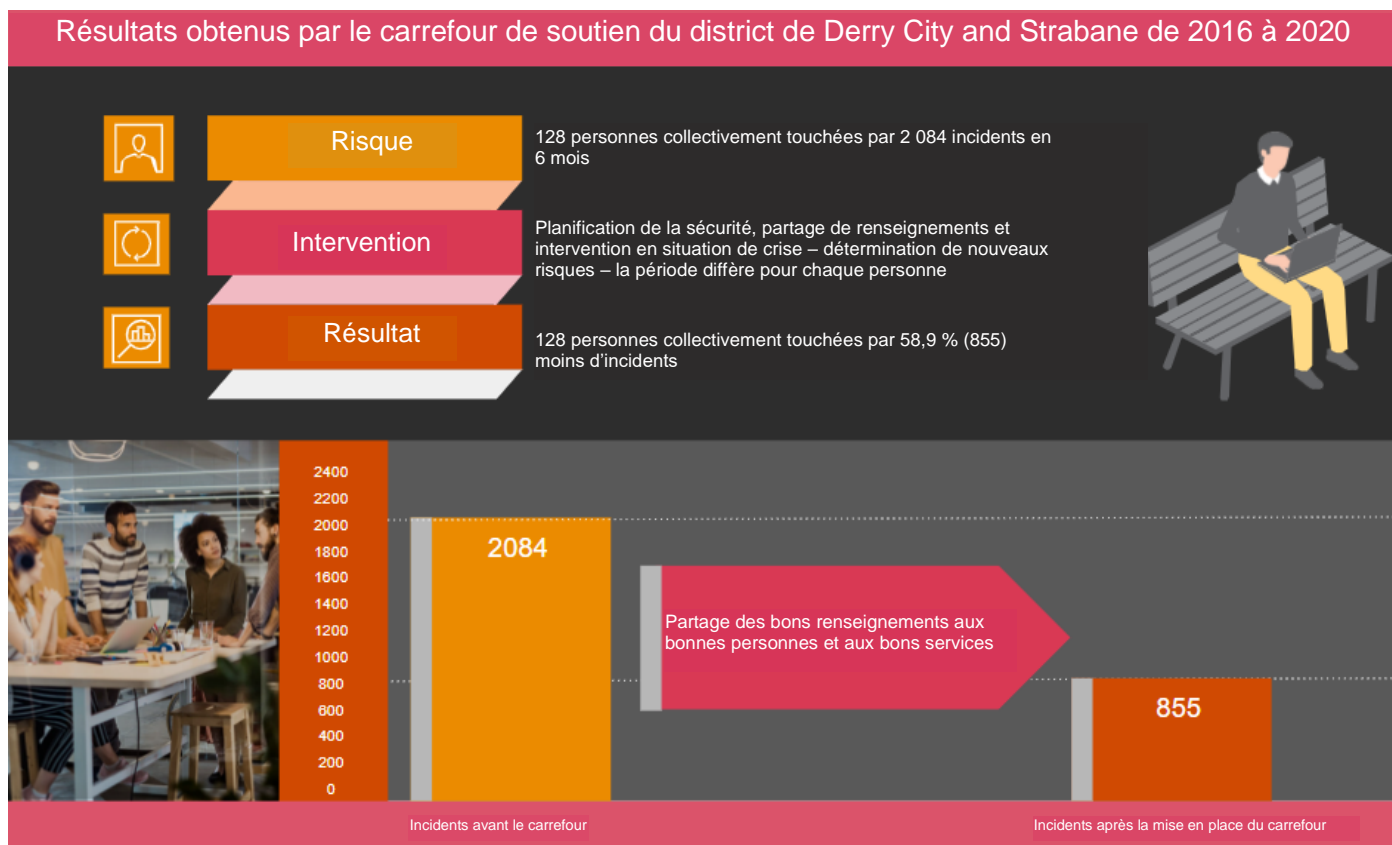 Résultats obtenus par le carrefour de soutien du district de Derry City and Strabane de 2016 à 2020
Risque
128 personnes collectivement touchées par 2 084 incidents en
6 mois
Intervention
Planification de la sécurité, partage de renseignements et
intervention en situation de crise – détermination de nouveaux
risques – la période diffère pour chaque personne
Résultat
128 personnes collectivement touchées par 58,9 % (855)
moins d’incidents
2400
2200
2000
1800
1600
1400
1200
1000
800
600
400
200
0
2084
Partage des bons renseignements aux
bonnes personnes et aux bons services
855
Incidents avant le carrefour
Incidents après la mise en place du carrefour